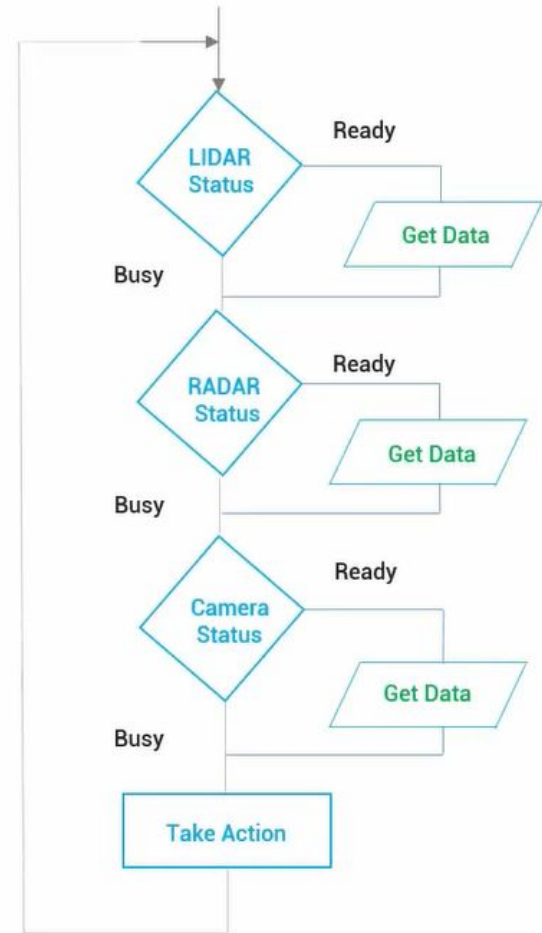 Ready
LIDAR
Status
Get Data
Busy
Ready
RADAR
Status
Get Data
Busy
Ready
Camera
Status
Get Data
Busy
Take Action